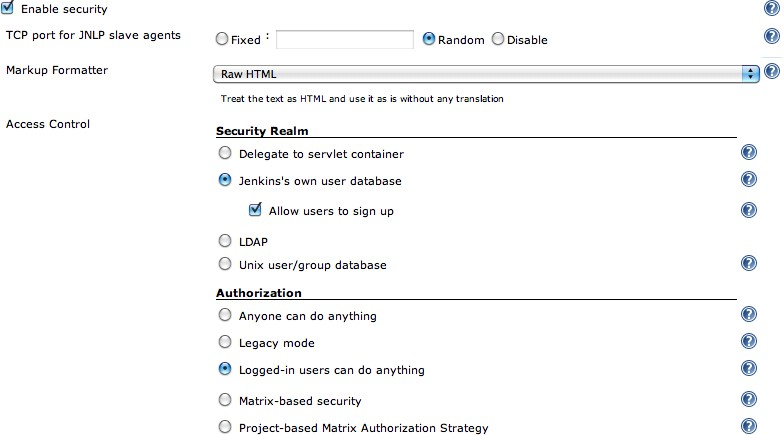 Enable security
TCP port for JNLP slave agents
Fixed : Random Disable
Markup Formatter
Raw HTML
Treat the text as HTML and use it as is without any translation
Access Control
Security Realm
Delegate to servlet container
Jenkins's own user database
Allow users to sign up
LDAP
Unix user/group database
Authorization
Anyone can do anything
Legacy mode
Logged-in users can do anything
Matrix-based security
Project-based Matrix Authorization Strategy